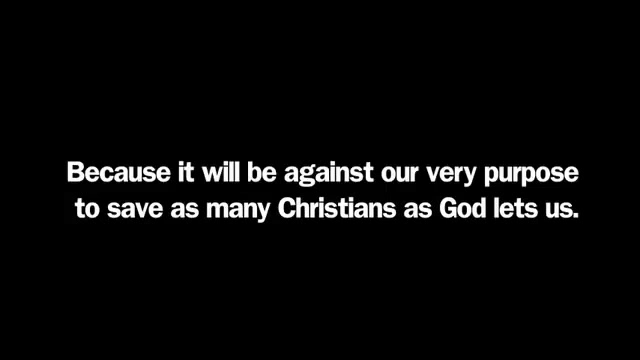 Because it will be against our very purpose
to save as many Christians as God lets us.